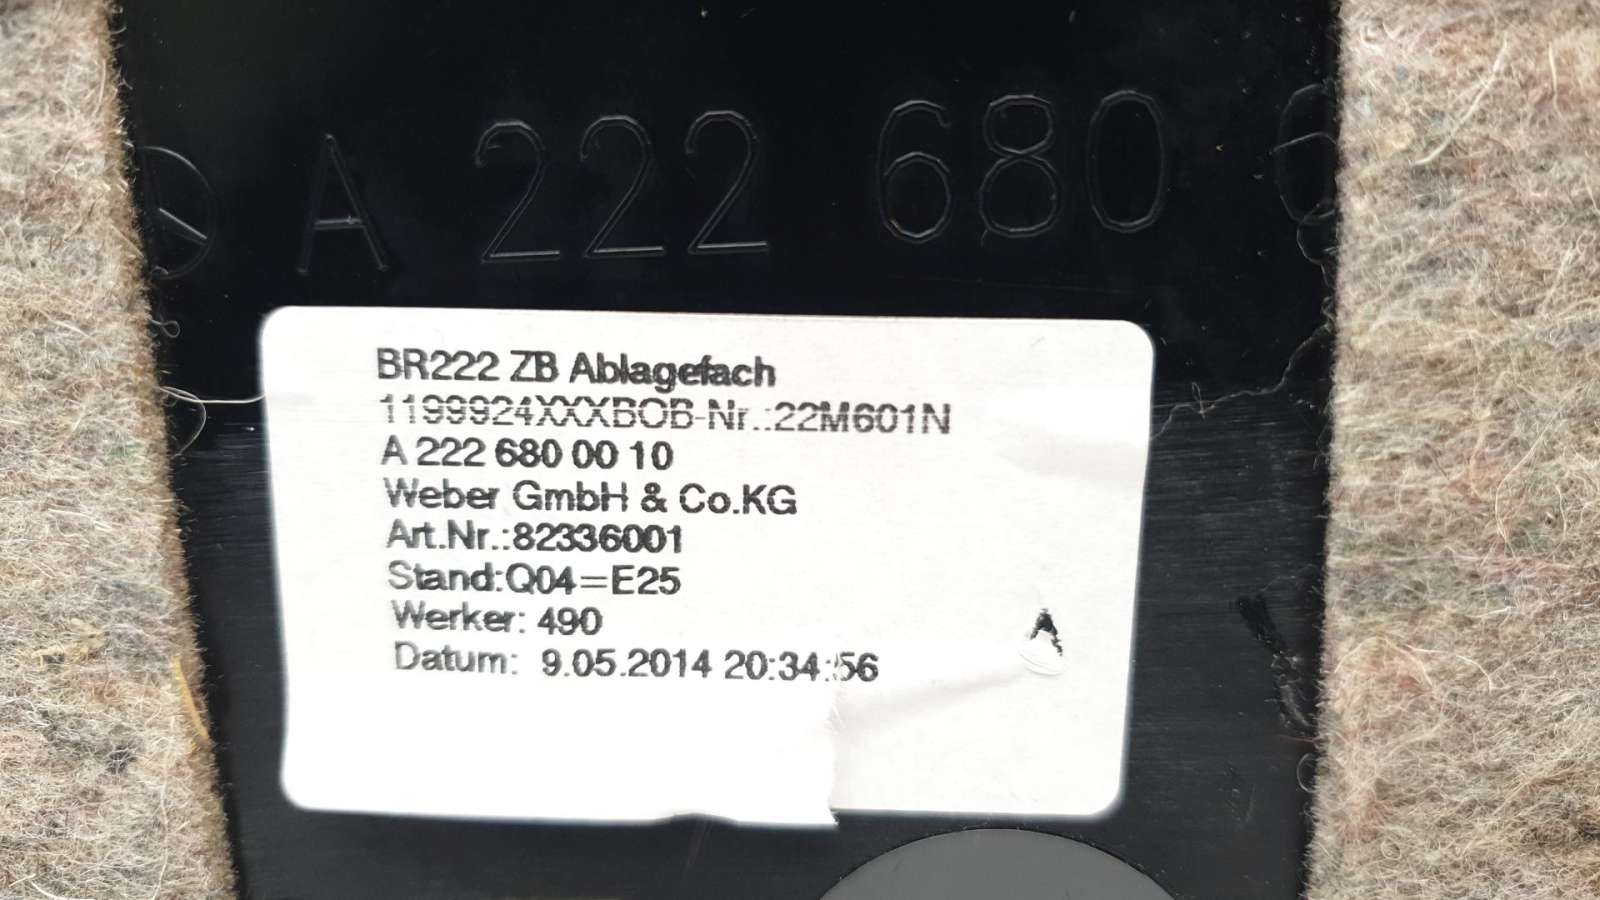 A 222 680 0
BR222 ZB Ablagefach
1199924XXXBOB-Nr.:22M601N
A 222 680 00 10
Weber GmbH & Co.KG
Art.Nr.:82336001
Stand:Q04=E25
Werker: 490
Datum: 9.05.2014 20:34:56